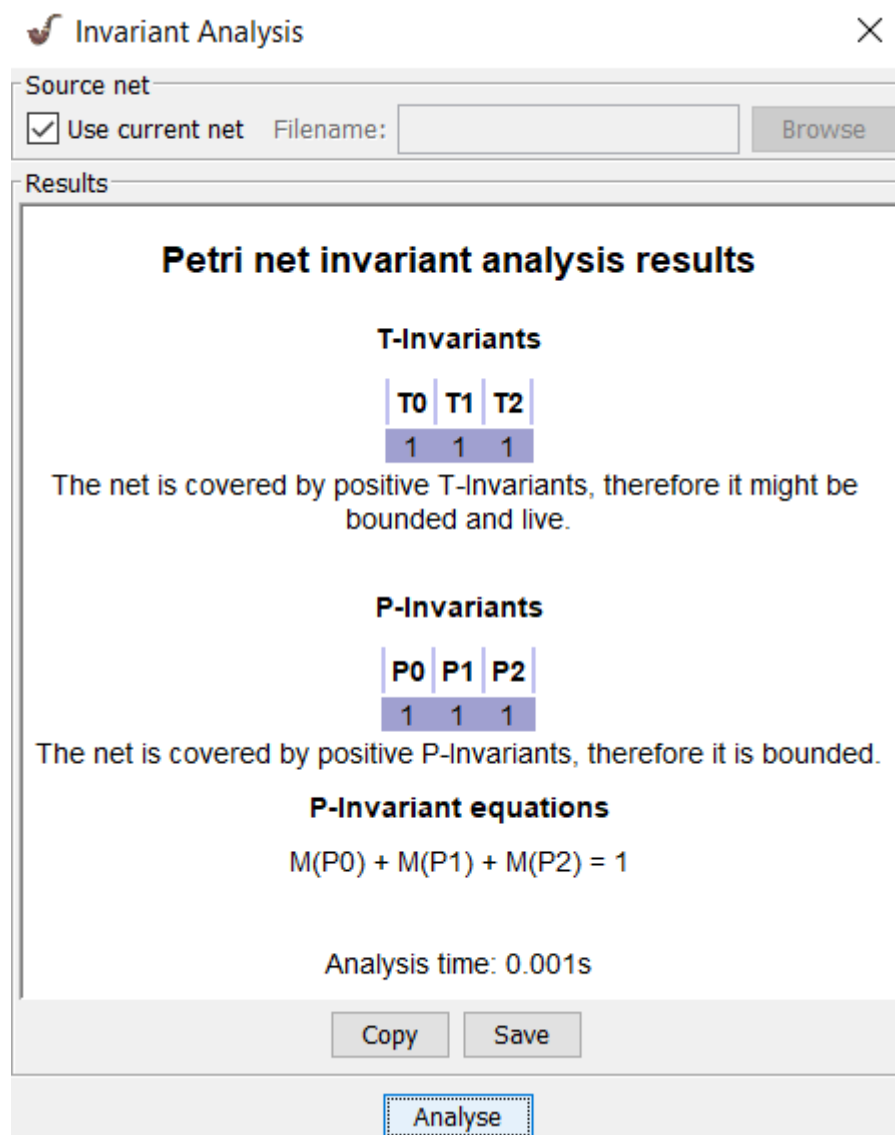 Invariant Analysis
Source net
Use current net Filename: Browse
Results
Petri net invariant analysis results
T-Invariants
T0 T1 T2
1 1 1
The net is covered by positive T-Invariants, therefore it might be
bounded and live.
P-Invariants
P0 P1 P2
1 1 1
The net is covered by positive P-Invariants, therefore it is bounded.
P-Invariant equations
M(P0) + M(P1) + M(P2) = 1
Analysis time: 0.001s
Copy Save
Analyse